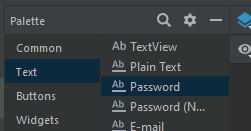 Palette
Common
Text
Buttons
Widgets
Ab TextView
Ab Plain Text
Ab Password
Ab Password (N...
Ab E-mail